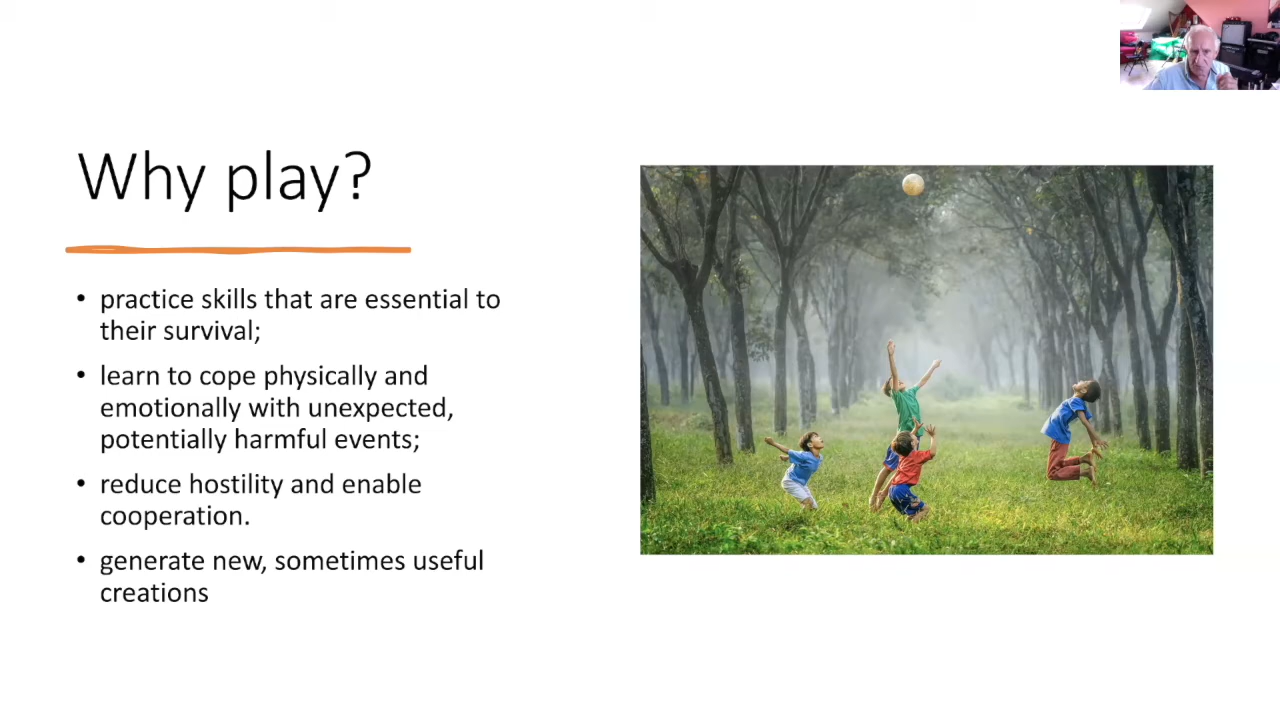 Why play?
• practice skills that are essential to
their survival;
• learn to cope physically and
emotionally with unexpected,
potentially harmful events;
• reduce hostility and enable
cooperation.
• generate new, sometimes useful
creations